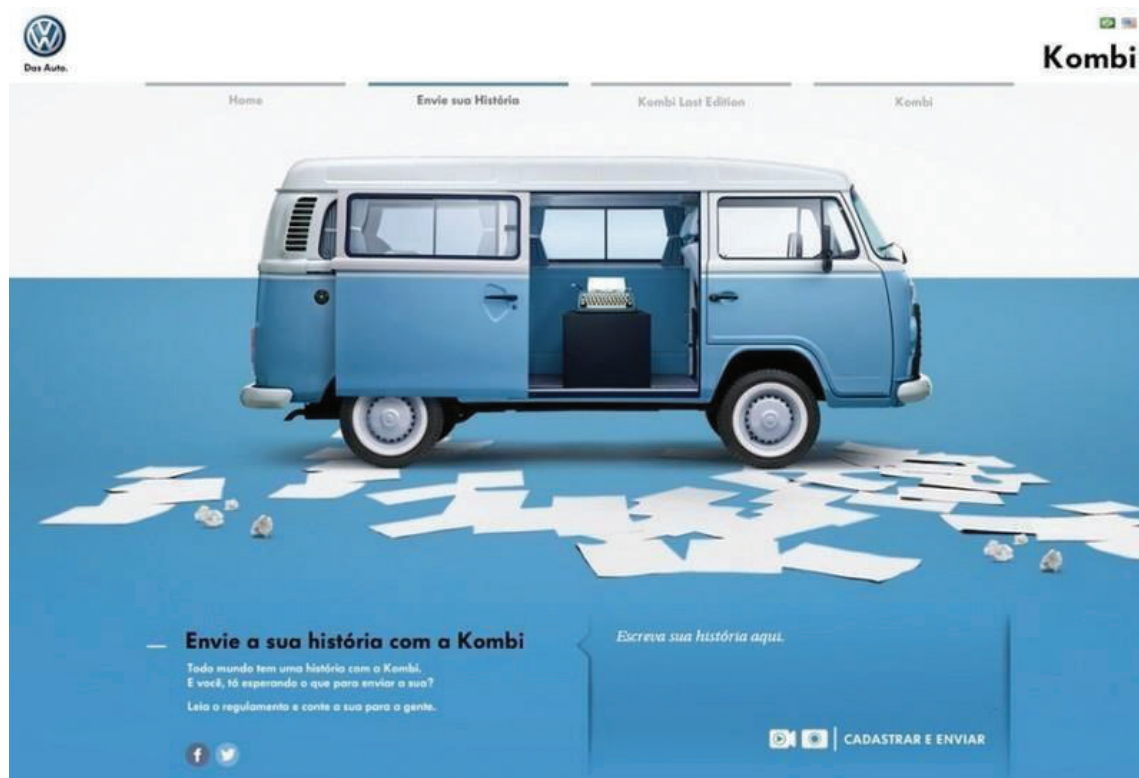 Das Auto.
Kombi
Home
Envie sua História
Kombi Last Edition
Kombi
Envie a sua história com a Kombi
Todo mundo tem uma história com a Kombi.
E você, tá esperando o que para enviar a sua?
Leia o regulamento e conte a sua para a gente.
Escreva sua história aqui.
CADASTRAR E ENVIAR